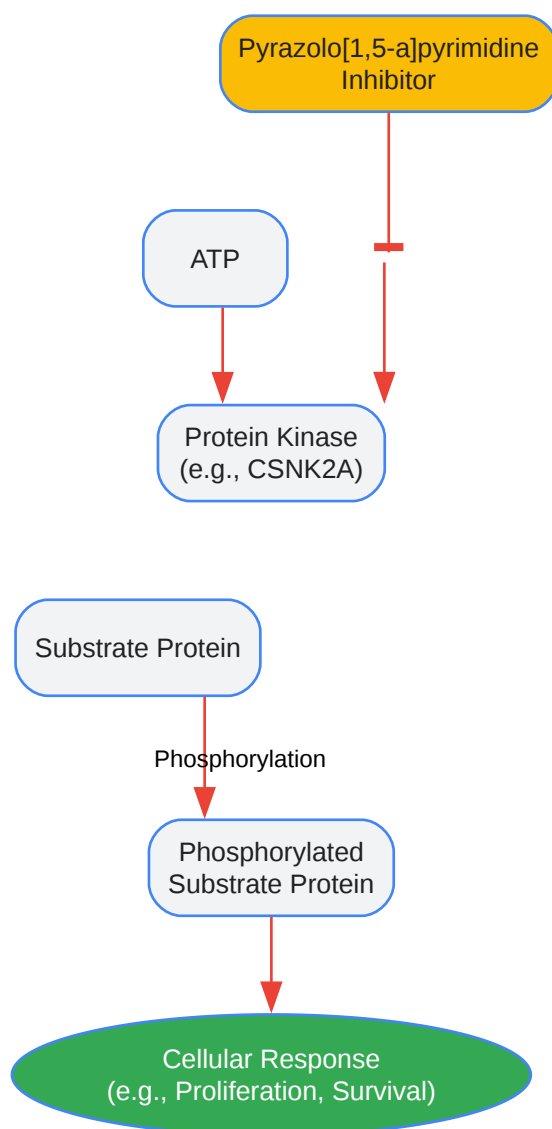 Pyrazolo[1,5-a]pyrimidine
Inhibitor
ATP
Protein Kinase
(e.g., CSNK2A)
Substrate Protein
Phosphorylation
Phosphorylated
Substrate Protein
Cellular Response
(e.g., Proliferation, Survival)